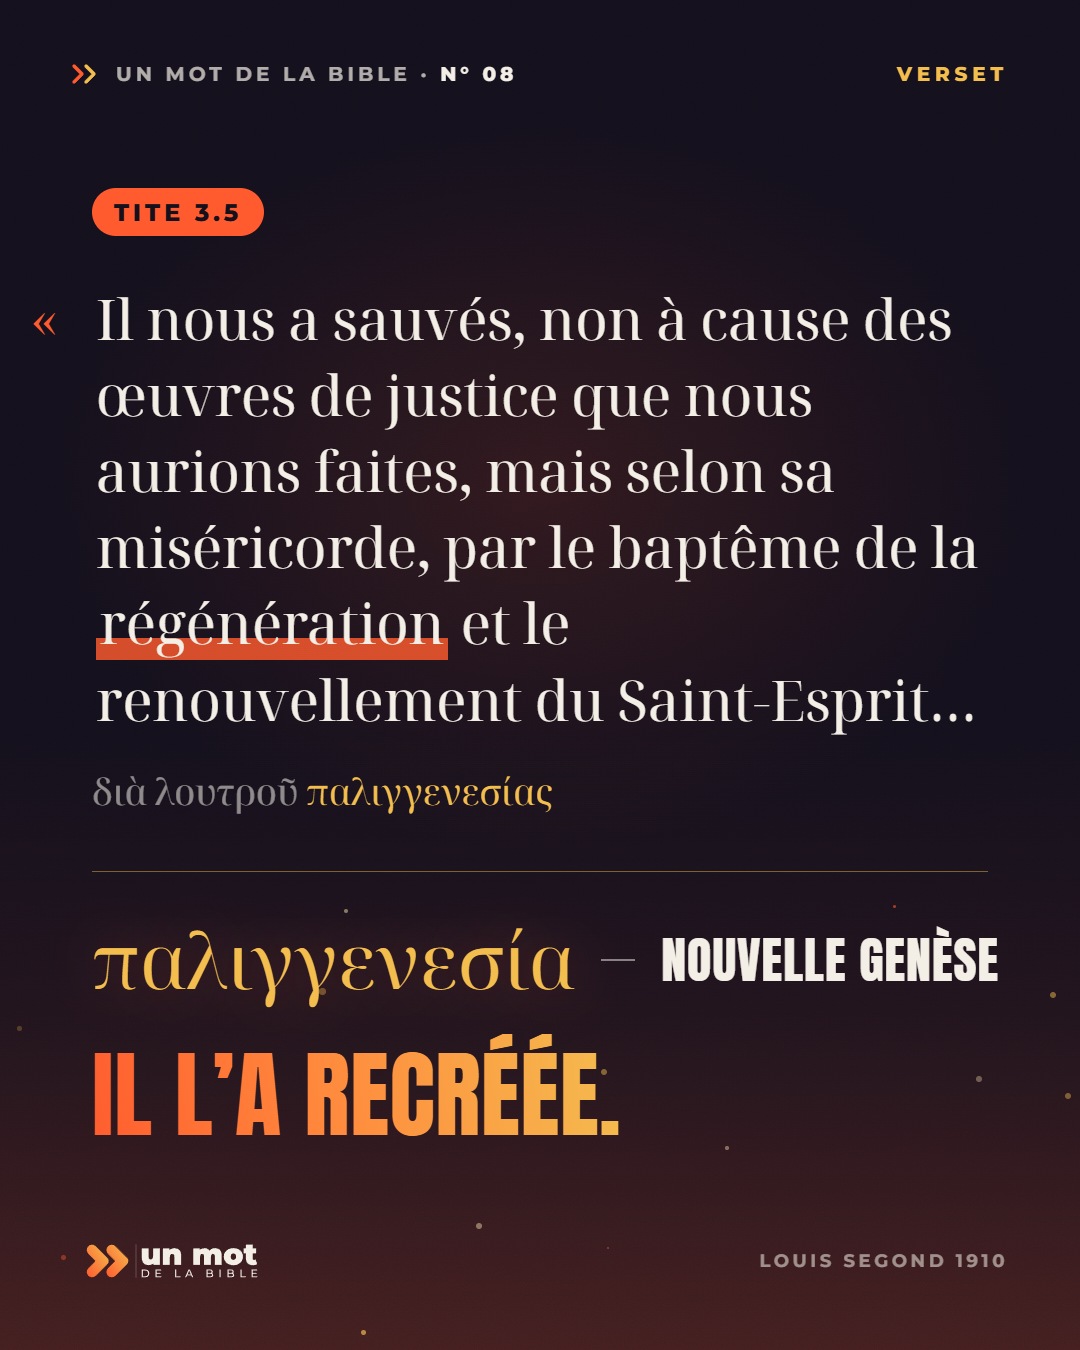 UN MOT DE LA BIBLE · N° 08
VERSET
TITE 3.5
« Il nous a sauvés, non à cause des
œuvres de justice que nous
aurions faites, mais selon sa
miséricorde, par le baptême de la
régénération et le
renouvellement du Saint-Esprit…
διὰ λουτροῦ παλιγγενεσίας
παλιγγενεσία — NOUVELLE GENÈSE
IL L’A RECRÉÉE.
un mot
DE LA BIBLE
LOUIS SEGOND 1910